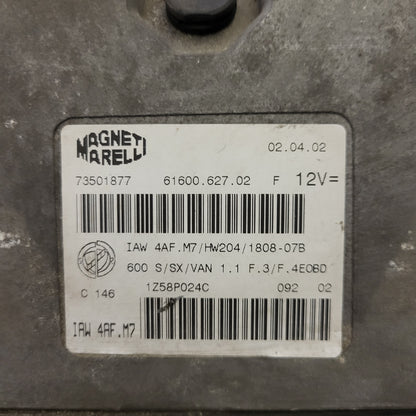 MAGNETI
MARELLI
02.04.02
73501877 61600.627.02 F 12V=
IAW 4AF.M7/HW204/1808-07B
600 S/SX/VAN 1.1 F.3/F.4EOBD
C 146 1Z58P024C 092 02
IAW 4AF.M7